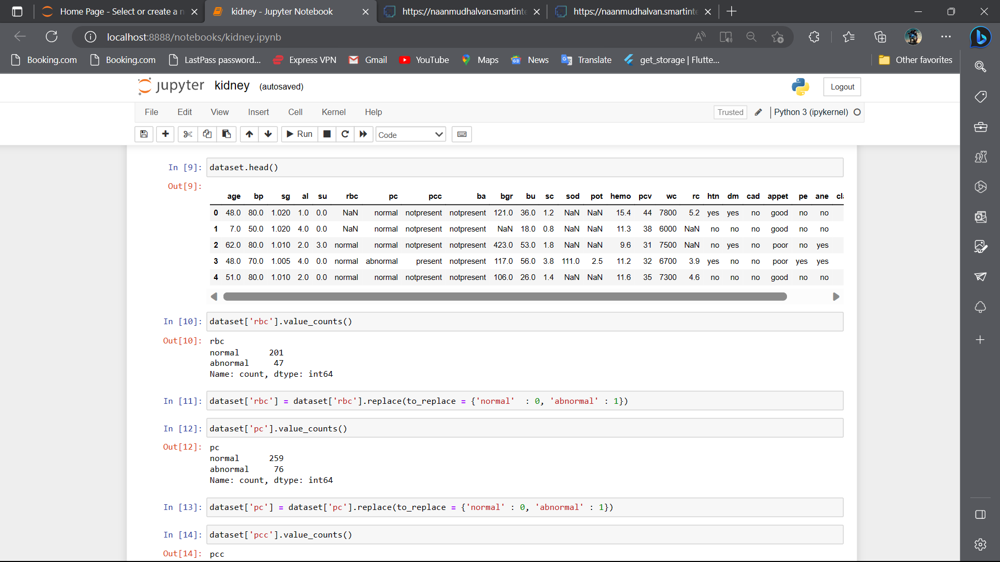 Home Page - Select or create a n
kidney - Jupyter Notebook
https://naanmudhalvan.smartinte
https://naanmudhalvan.smartinte
localhost:8888/notebooks/kidney.ipynb
Booking.com Booking.com LastPass password... Express VPN Gmail YouTube Maps News Translate get_storage | Flutte... Other favorites
jupyter kidney (autosaved) Logout
File Edit View Insert Cell Kernel Help Trusted Python 3 (ipykernel)
Run Code
In [9]: dataset.head()
Out[9]:
age bp sg al su rbc pc pcc ba bgr bu sc sod pot hemo pcv wc rc htn dm cad appet pe ane cl
0 48.0 80.0 1.020 1.0 0.0 NaN normal notpresent notpresent 121.0 36.0 1.2 NaN NaN 15.4 44 7800 5.2 yes yes no good no no
1 7.0 50.0 1.020 4.0 0.0 NaN normal notpresent notpresent NaN 18.0 0.8 NaN NaN 11.3 38 6000 NaN no no no good no no
2 62.0 80.0 1.010 2.0 3.0 normal normal notpresent notpresent 423.0 53.0 1.8 NaN NaN 9.6 31 7500 NaN no yes no poor no yes
3 48.0 70.0 1.005 4.0 0.0 normal abnormal present notpresent 117.0 56.0 3.8 111.0 2.5 11.2 32 6700 3.9 yes no no poor yes yes
4 51.0 80.0 1.010 2.0 0.0 normal normal notpresent notpresent 106.0 26.0 1.4 NaN NaN 11.6 35 7300 4.6 no no no good no no
In [10]: dataset['rbc'].value_counts()
Out[10]: rbc
normal 201
abnormal 47
Name: count, dtype: int64
In [11]: dataset['rbc'] = dataset['rbc'].replace(to_replace = {'normal'  : 0, 'abnormal' : 1})
In [12]: dataset['pc'].value_counts()
Out[12]: pc
normal 259
abnormal 76
Name: count, dtype: int64
In [13]: dataset['pc'] = dataset['pc'].replace(to_replace = {'normal' : 0, 'abnormal' : 1})
In [14]: dataset['pcc'].value_counts()
Out[14]: pcc